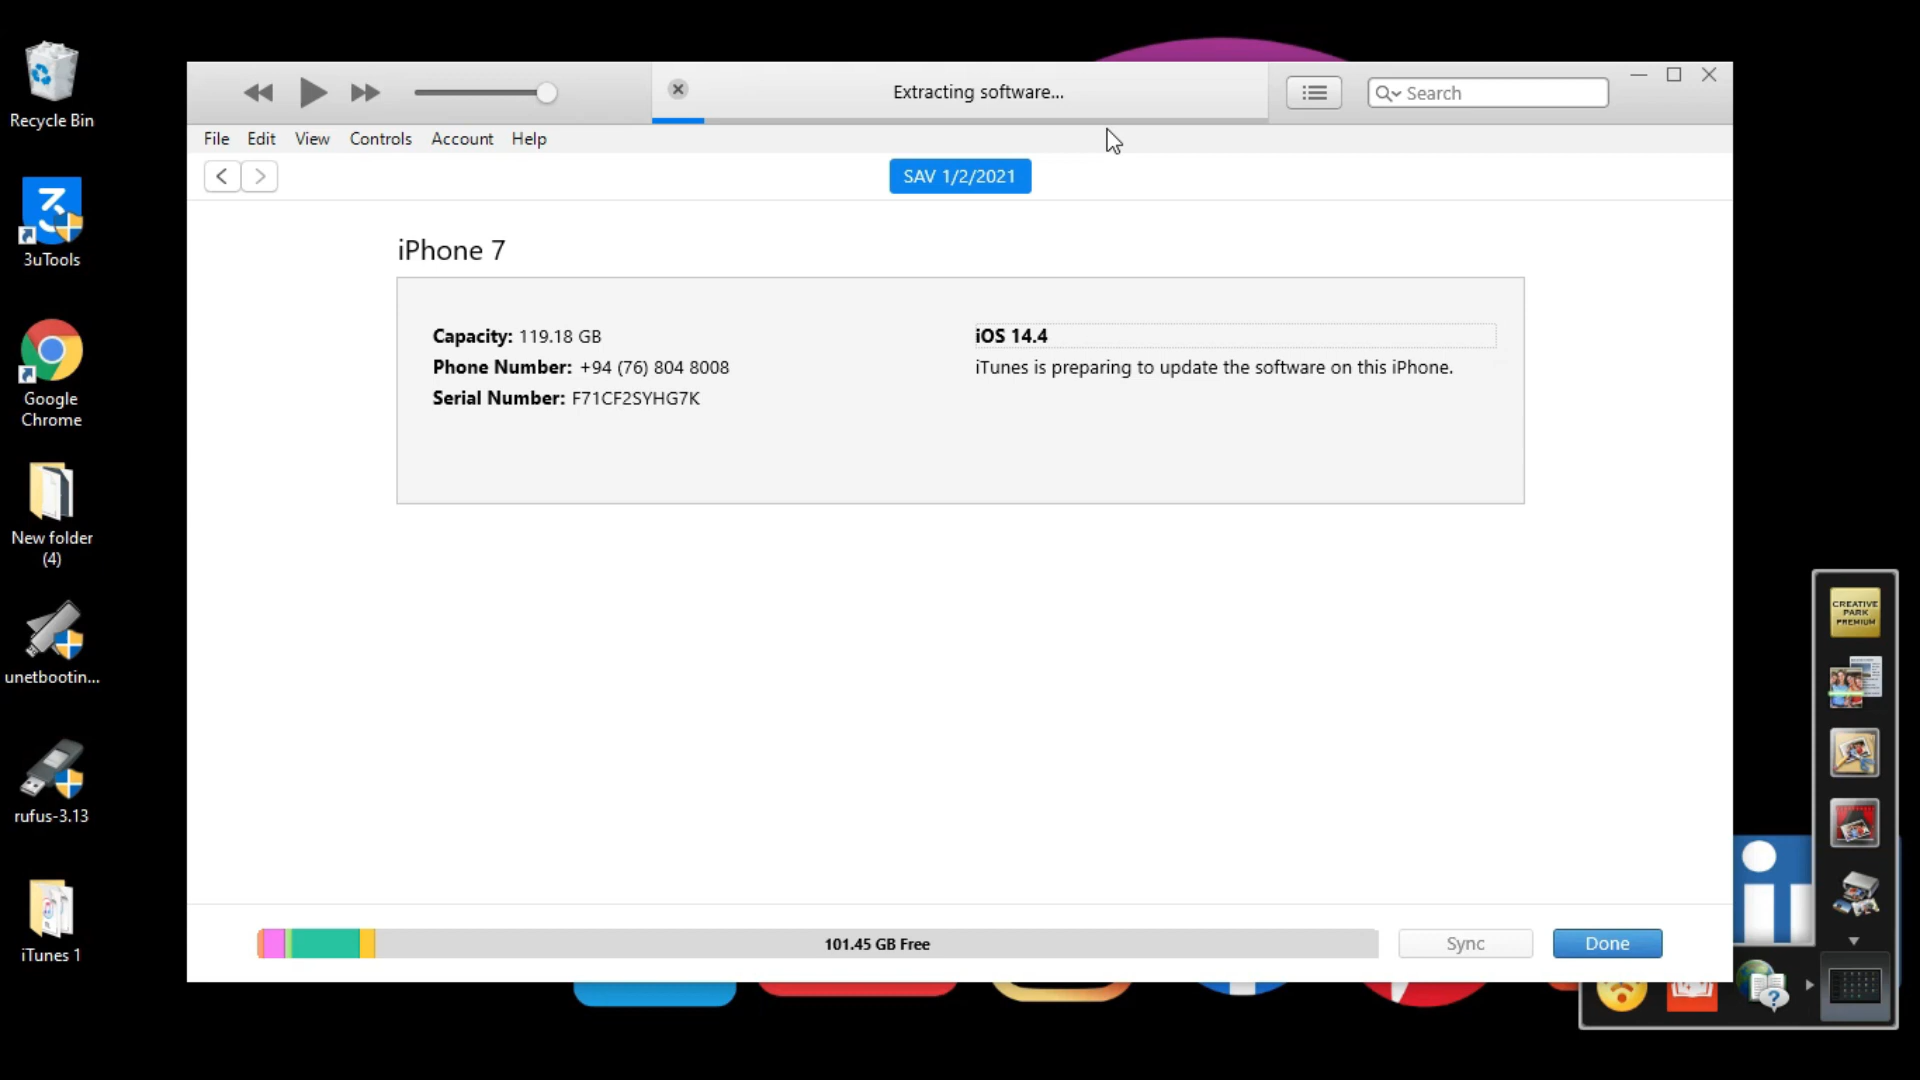 Recycle Bin
3uTools
Google
Chrome
New folder
(4)
unetbootin...
rufus-3.13
iTunes 1
Extracting software...
Search
File Edit View Controls Account Help
SAV 1/2/2021
iPhone 7
Capacity: 119.18 GB
Phone Number: +94 (76) 804 8008
Serial Number: F71CF2SYHG7K
iOS 14.4
iTunes is preparing to update the software on this iPhone.
101.45 GB Free
Sync
Done
CREATIVE
PARK
PREMIUM